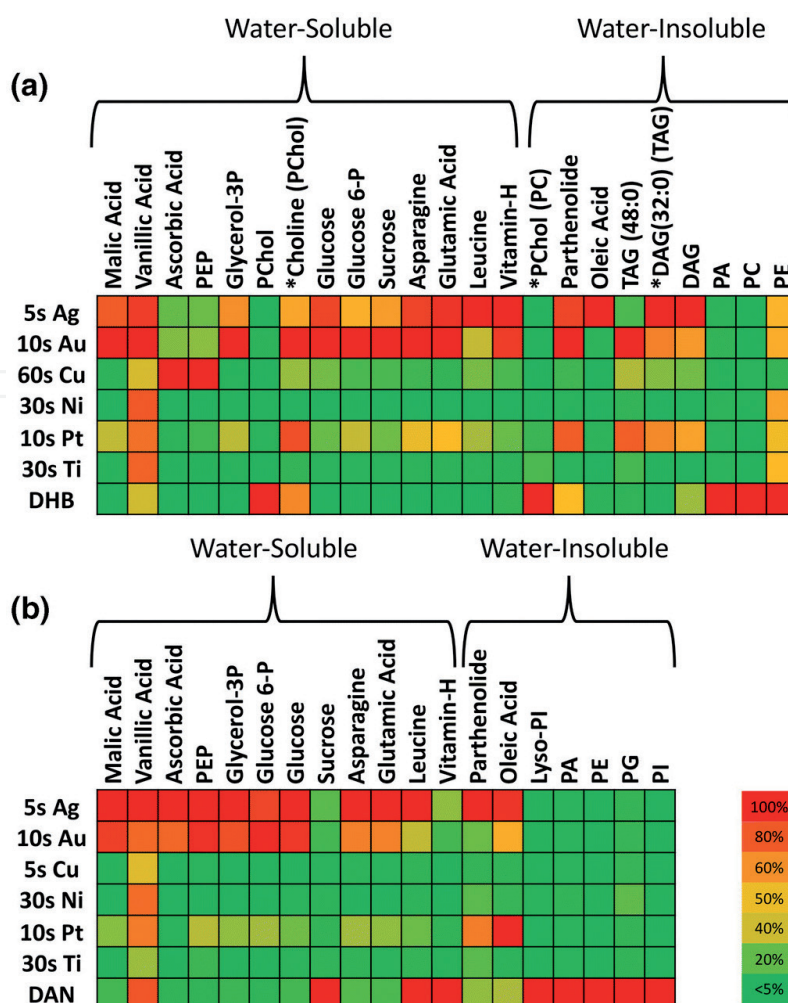 Water-Soluble Water-Insoluble
(a)
Malic Acid
Vanillic Acid
Ascorbic Acid
PEP
Glycerol-3P
PChol
*Choline (PChol)
Glucose
Glucose 6-P
Sucrose
Asparagine
Glutamic Acid
Leucine
Vitamin-H
*PChol (PC)
Parthenolide
Oleic Acid
TAG (48:0)
*DAG(32:0) (TAG)
DAG
PA
PC
PE
5s Ag
10s Au
60s Cu
30s Ni
10s Pt
30s Ti
DHB
Water-Soluble Water-Insoluble
(b)
Malic Acid
Vanillic Acid
Ascorbic Acid
PEP
Glycerol-3P
Glucose 6-P
Glucose
Sucrose
Asparagine
Glutamic Acid
Leucine
Vitamin-H
Parthenolide
Oleic Acid
Lyso-PI
PA
PE
PG
PI
5s Ag
10s Au
5s Cu
30s Ni
10s Pt
30s Ti
DAN
100%
80%
60%
50%
40%
20%
<5%